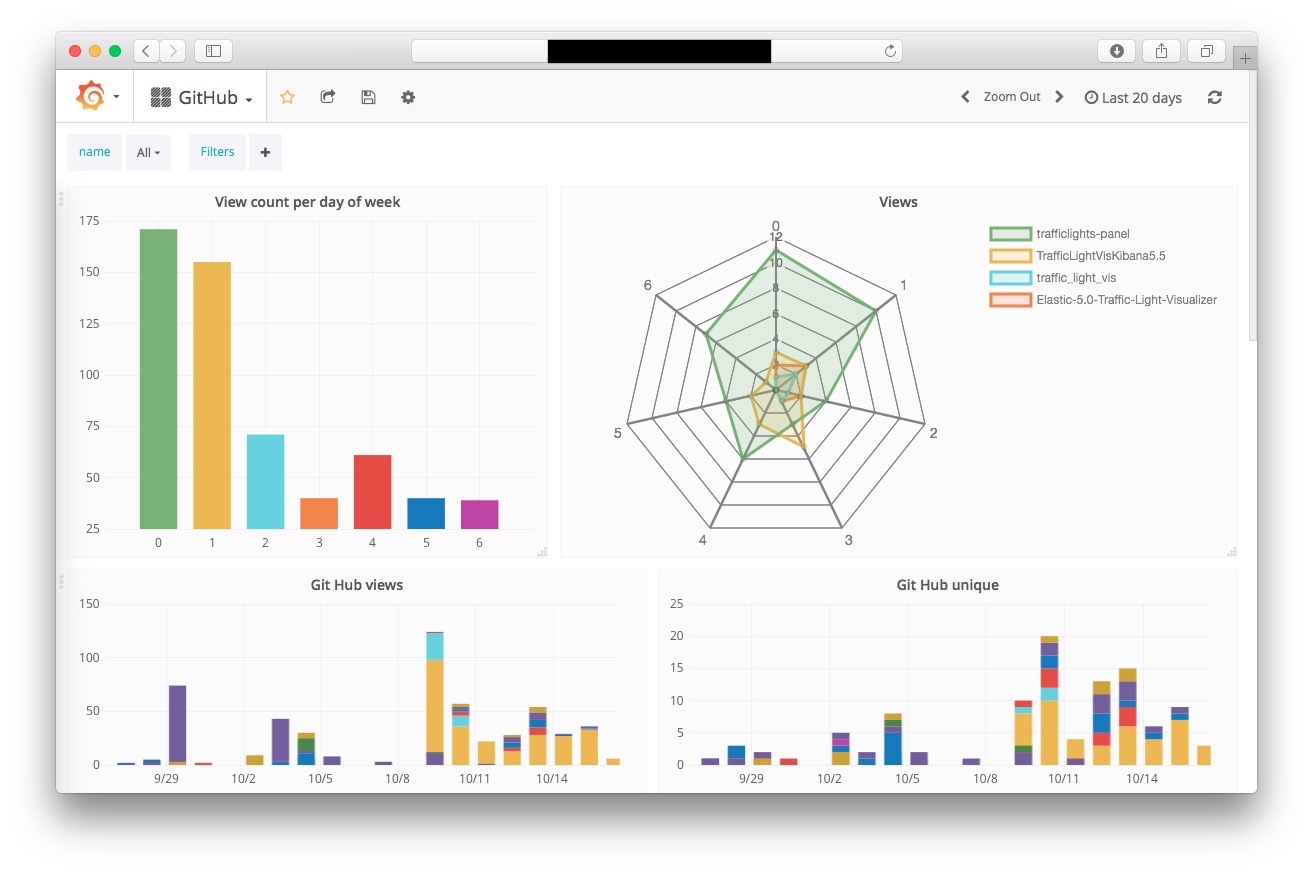 GitHub
Zoom Out
Last 20 days
name
All
Filters
+
View count per day of week
175
150
125
100
75
50
25
0 1 2 3 4 5 6
Views
0
12
10
8
6
4
1
2
3
4
5
6
trafficlights-panel
TrafficLightVisKibana5.5
traffic_light_vis
Elastic-5.0-Traffic-Light-Visualizer
Git Hub views
150
100
50
0
9/29 10/2 10/5 10/8 10/11 10/14
Git Hub unique
25
20
15
10
5
0
9/29 10/2 10/5 10/8 10/11 10/14